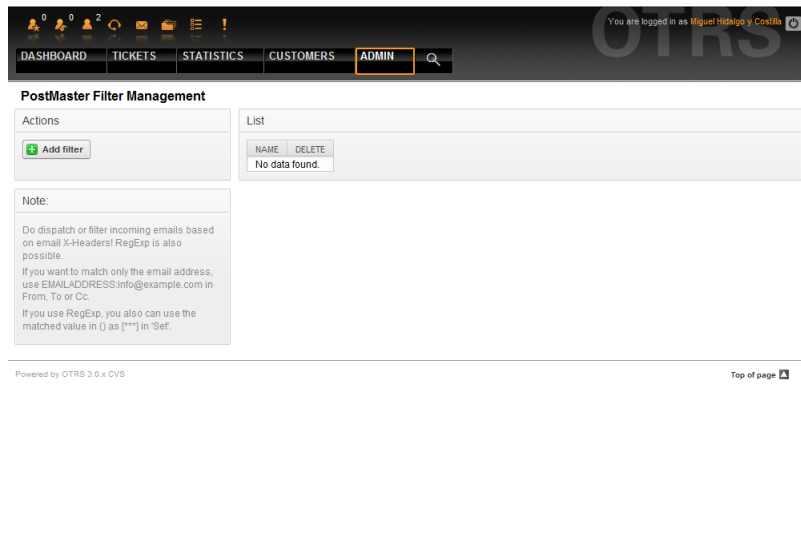 0 0 2
You are logged in as Miguel Hidalgo y Costilla
OTRS
DASHBOARD TICKETS STATISTICS CUSTOMERS ADMIN
PostMaster Filter Management
Actions
Add filter
List
NAME DELETE
No data found.
Note:
Do dispatch or filter incoming emails based
on email X-Headers! RegExp is also
possible.
If you want to match only the email address,
use EMAILADDRESS:info@example.com in
From, To or Cc.
If you use RegExp, you also can use the
matched value in () as [***] in 'Set'.
Powered by OTRS 3.0.x CVS
Top of page